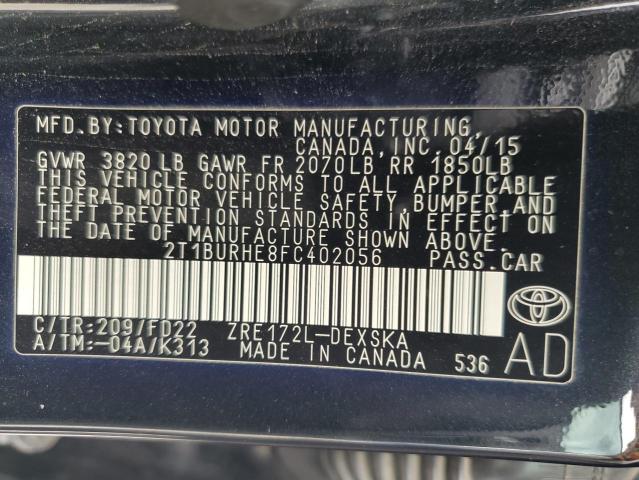 MFD.BY:TOYOTA MOTOR MANUFACTURING,
CANADA, INC. 04/15
GVWR 3820 LB GAWR FR 2070LB, RR 1850LB
THIS VEHICLE CONFORMS TO ALL APPLICABLE
FEDERAL MOTOR VEHICLE SAFETY, BUMPER, AND
THEFT PREVENTION STANDARDS IN EFFECT ON
THE DATE OF MANUFACTURE SHOWN ABOVE.
2T1BURHE8FC402056 PASS.CAR
C/TR:209/FD22 ZRE172L-DEXSKA
A/TM:-04A/K313 MADE IN CANADA 536
AD